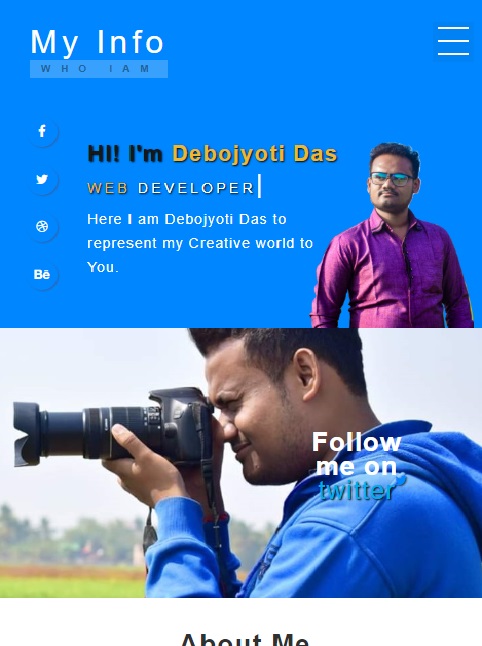 My Info
WHO IAM
HI! I'm Debojyoti Das
WEB DEVELOPER
Here I am Debojyoti Das to
represent my Creative world to
You.
Bē
Follow
me on
twitter
About Me